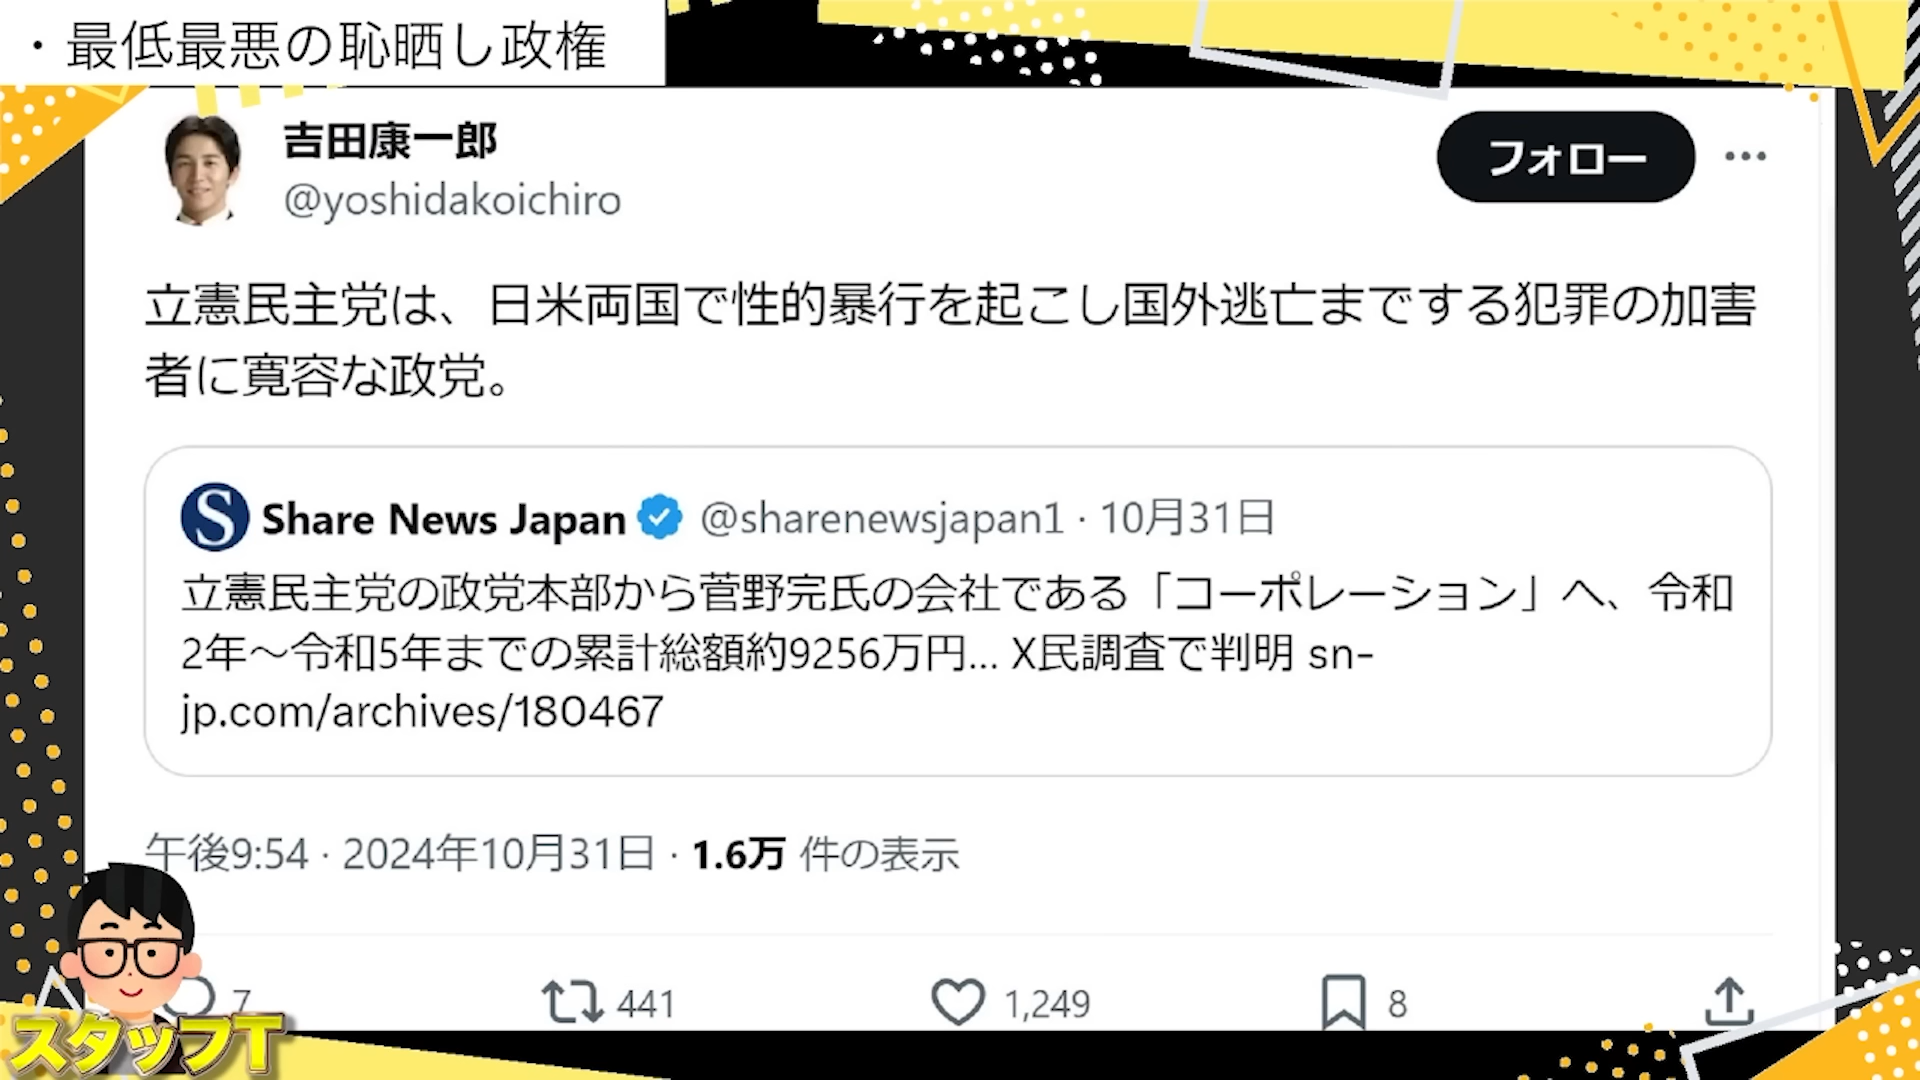 ・最低最悪の恥晒し政権
吉田康一郎
@yoshidakoichiro
フォロー
立憲民主党は、日米両国で性的暴行を起こし国外逃亡までする犯罪の加害
者に寛容な政党。
S
Share News Japan @sharenewsjapan1 · 10月31日
立憲民主党の政党本部から菅野完氏の会社である「コーポレーション」へ、令和
2年～令和5年までの累計総額約9256万円... X民調査で判明 sn-
jp.com/archives/180467
午後9:54 · 2024年10月31日 · 1.6万 件の表示
7
441
1,249
8
スタッフT